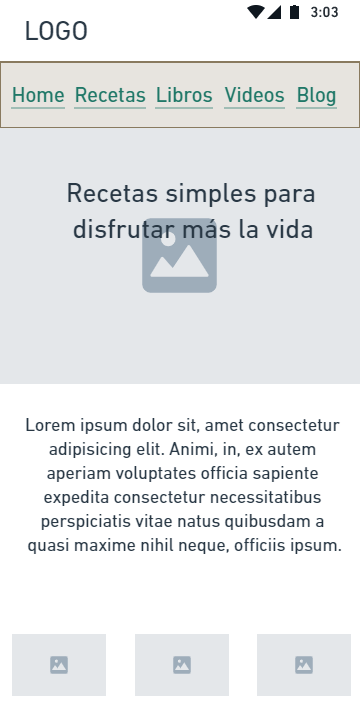 3:03
LOGO
Home Recetas Libros Videos Blog
Recetas simples para
disfrutar más la vida
Lorem ipsum dolor sit, amet consectetur
adipisicing elit. Animi, in, ex autem
aperiam voluptates officia sapiente
expedita consectetur necessitatibus
perspiciatis vitae natus quibusdam a
quasi maxime nihil neque, officiis ipsum.